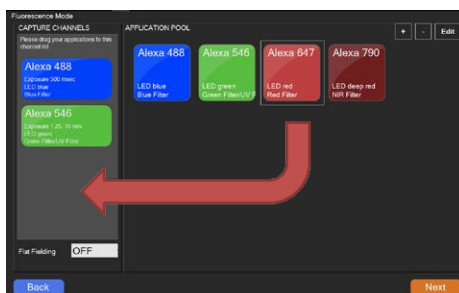 Fluorescence Mode
CAPTURE CHANNELS
Please drag your applications to this
channel list
Alexa 488
Exposure 500 msec
LED blue
Blue Filter
Alexa 546
Exposure 1.25, 10 min
LED green
Green Filter/UV Filter
Flat Fielding OFF
Back
APPLICATION POOL
+ - Edit
Alexa 488
LED blue
Blue Filter
Alexa 546
LED green
Green Filter/UV F
Alexa 647
LED red
Red Filter
Alexa 790
LED deep red
NIR Filter
Next